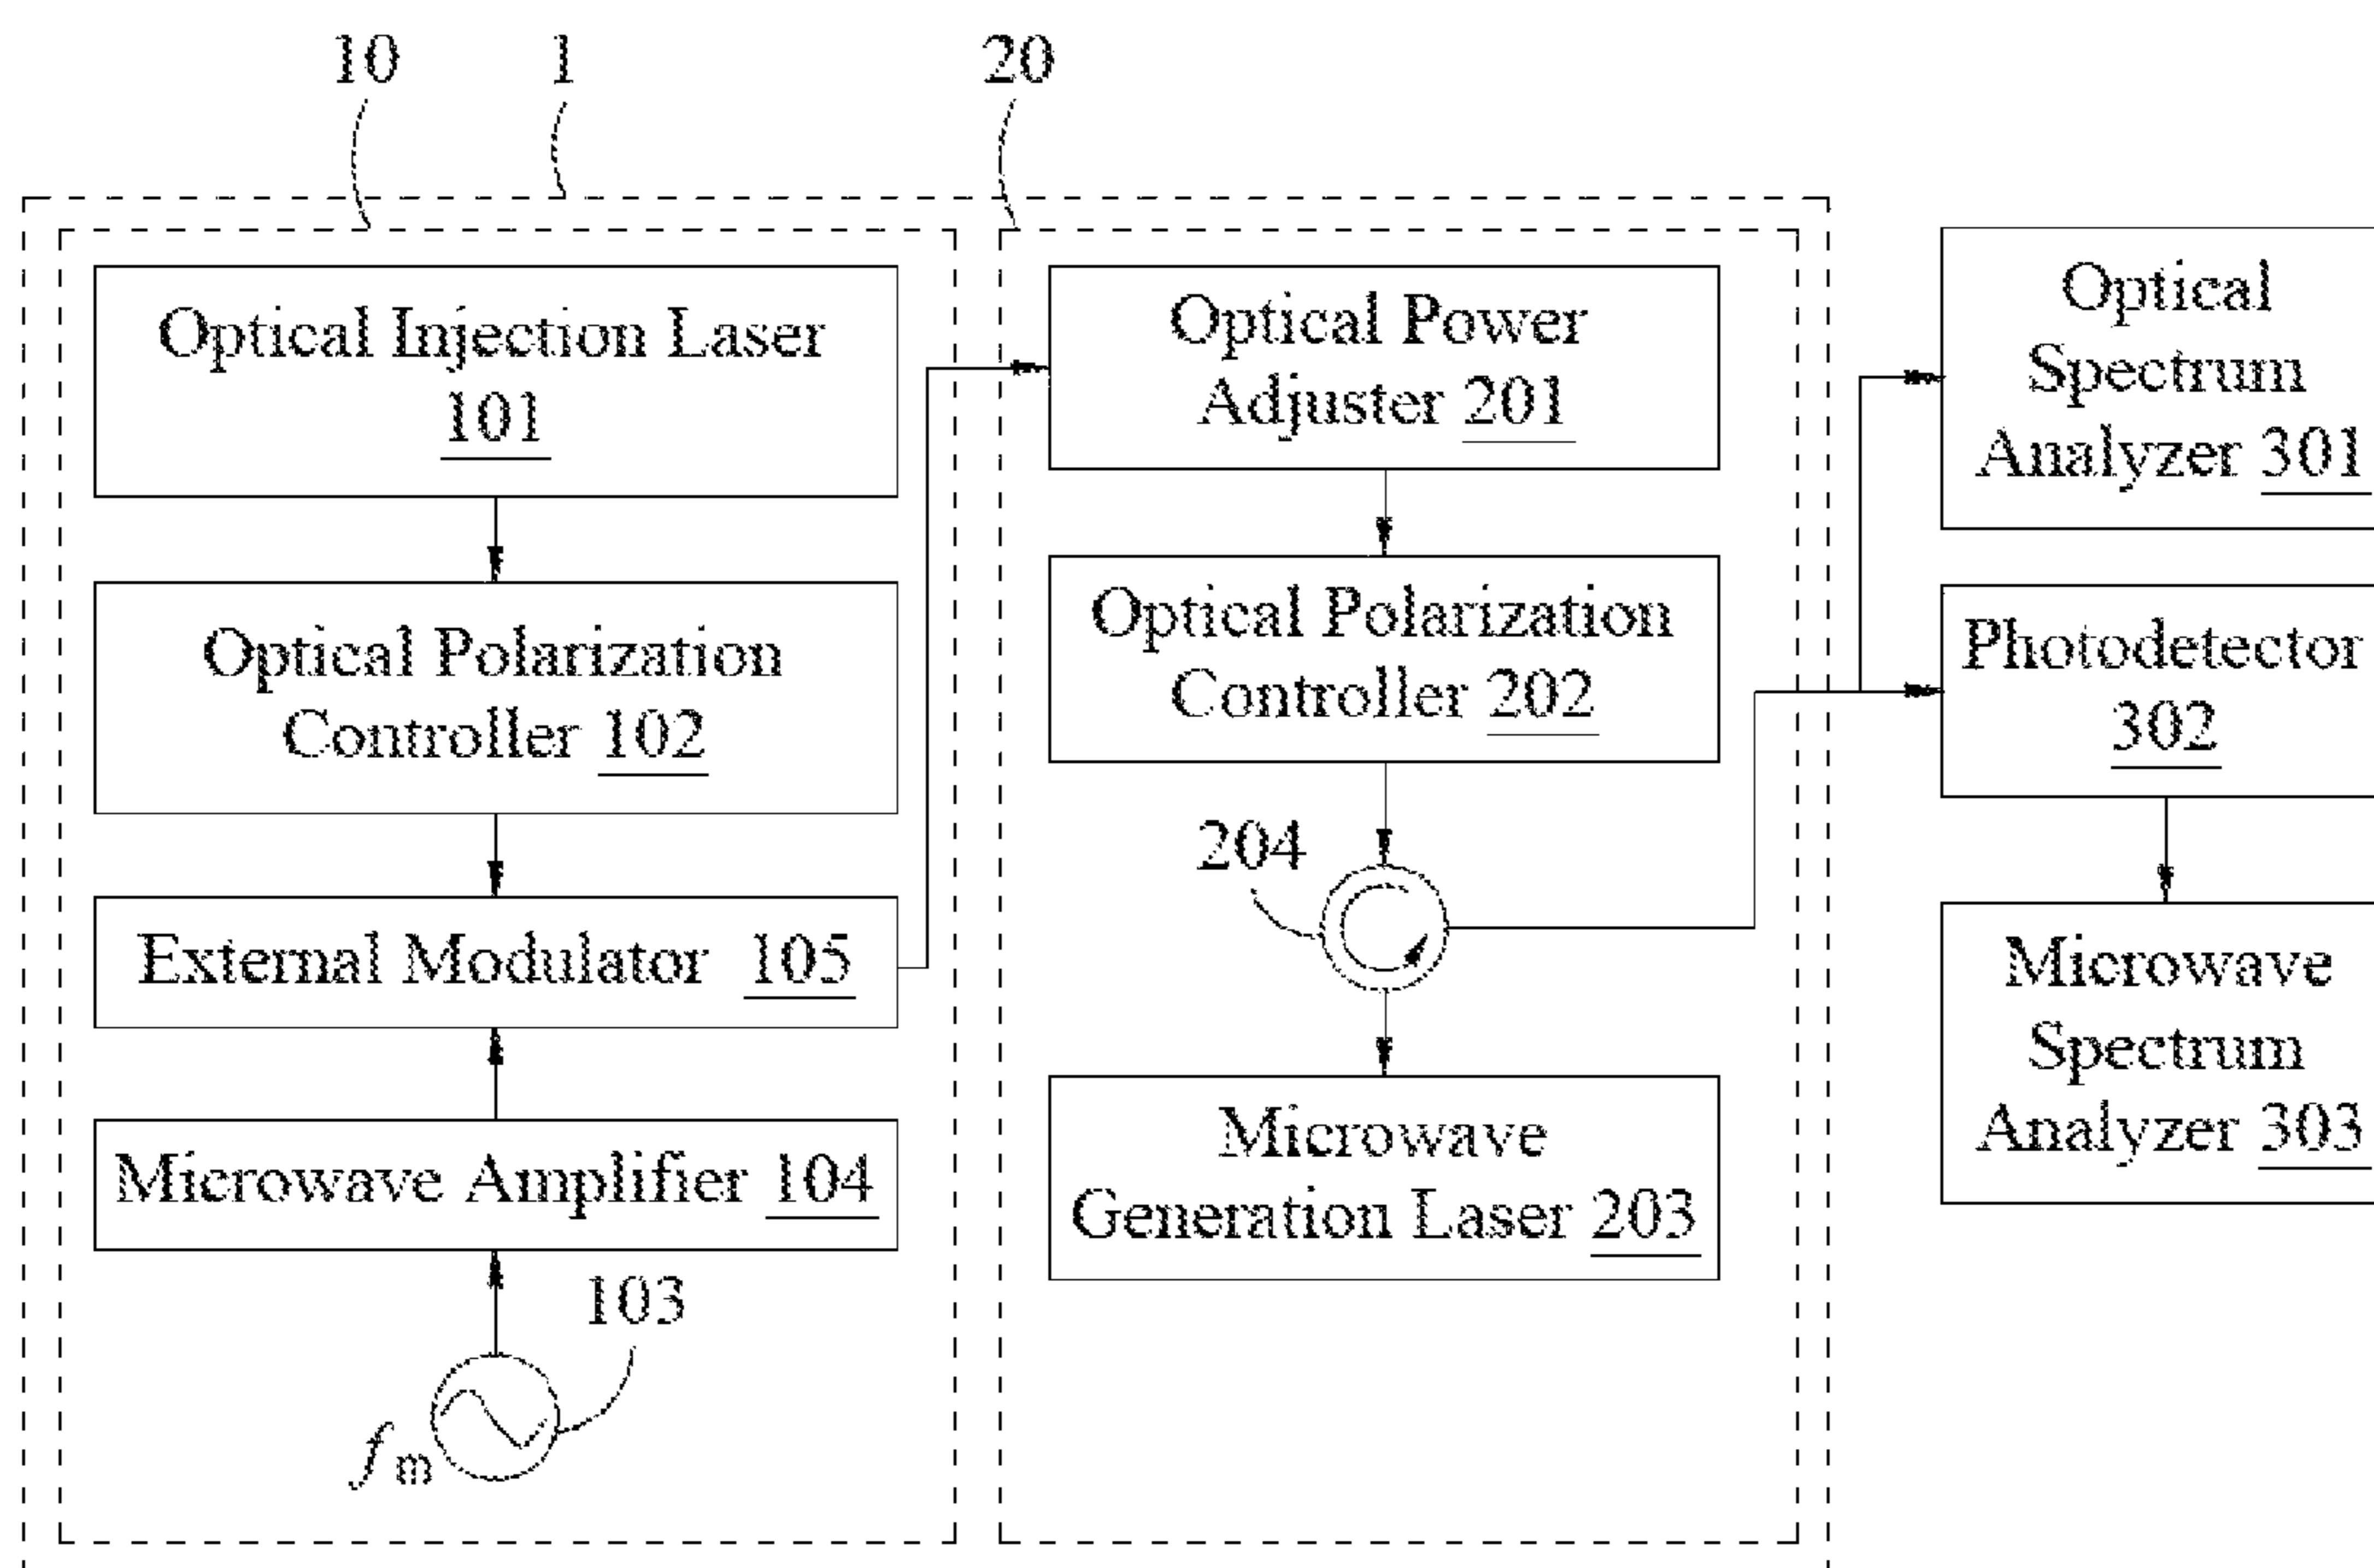 10
1
20
Optical Injection Laser
101
Optical Polarization
Controller 102
External Modulator 105
Microwave Amplifier 104
103
fm
Optical Power
Adjuster 201
Optical Polarization
Controller 202
204
Microwave
Generation Laser 203
Optical
Spectrum
Analyzer 301
Photodetector
302
Microwave
Spectrum
Analyzer 303